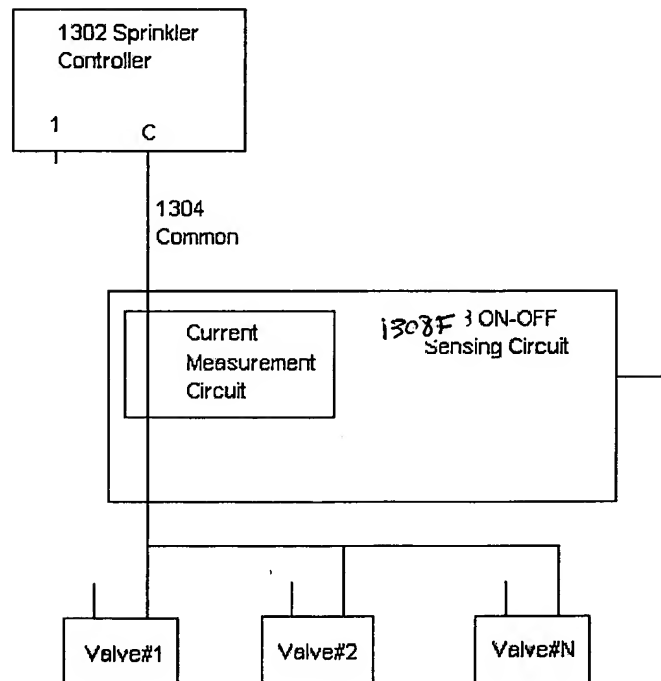 1302 Sprinkler
Controller
1
C
1304
Common
Current
Measurement
Circuit
1308F 3 ON-OFF
Sensing Circuit
Valve#1
Valve#2
Valve#N